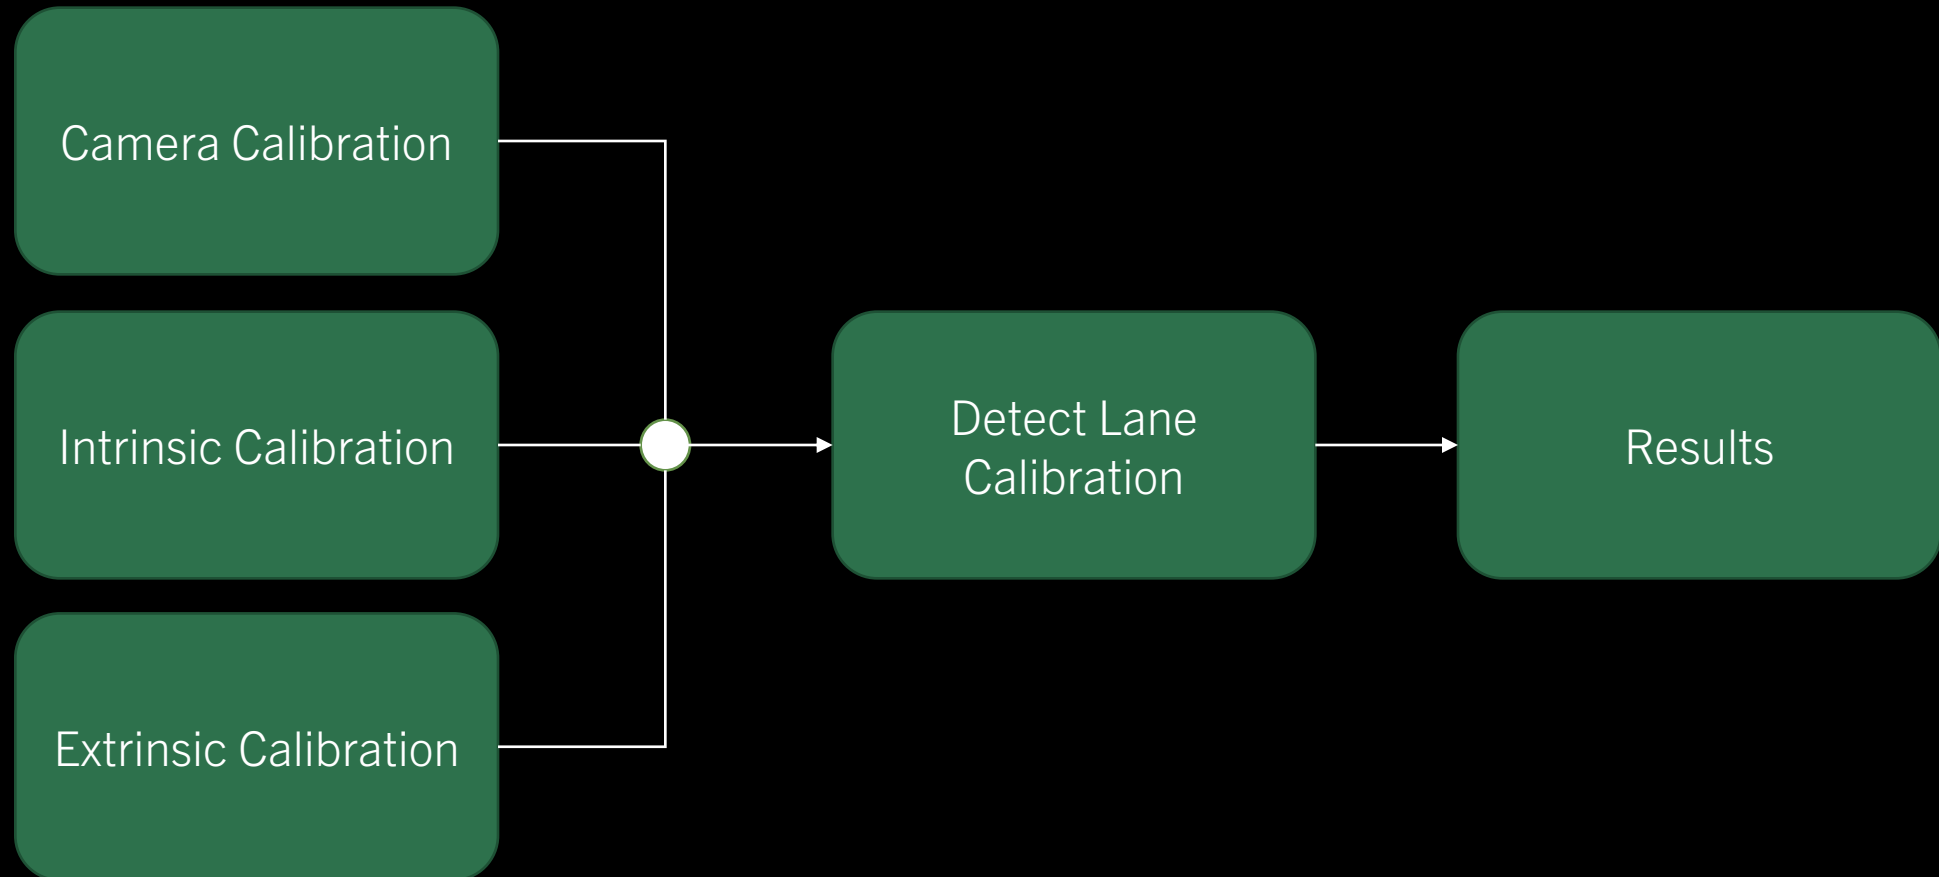 Camera Calibration
Intrinsic Calibration
Extrinsic Calibration
Detect Lane
Calibration
Results